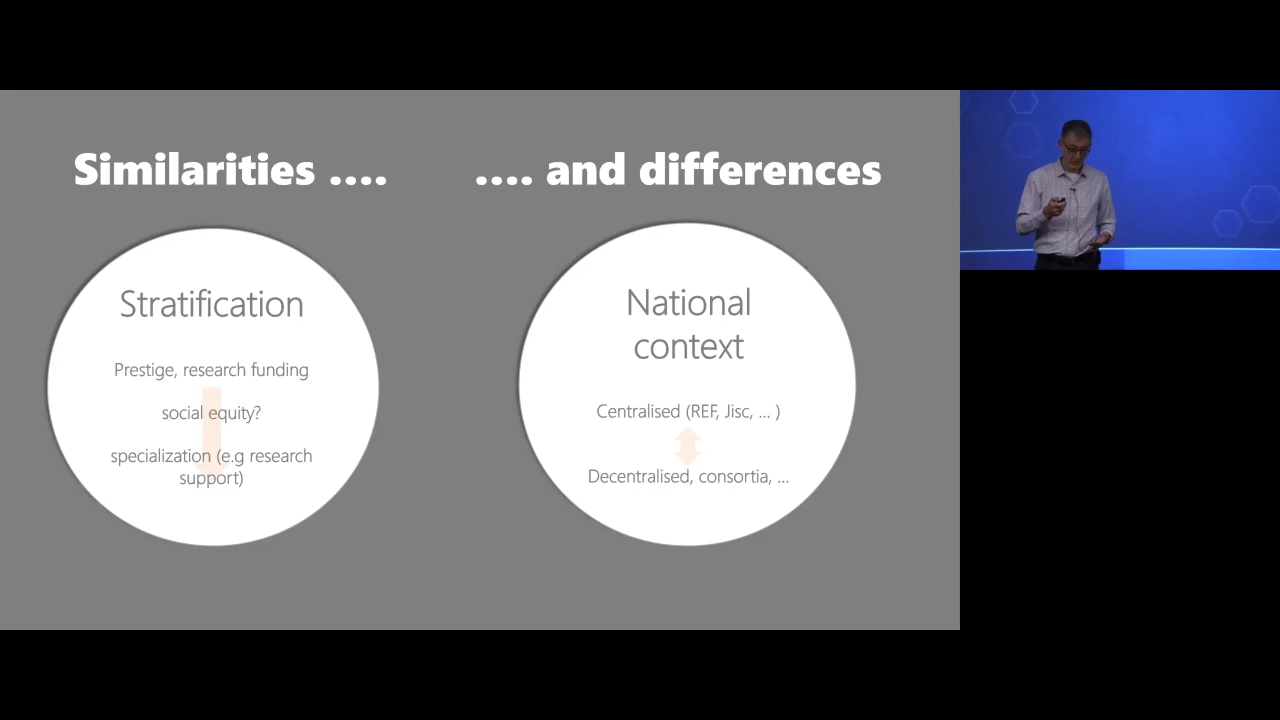 Similarities ....
.... and differences
Stratification
Prestige, research funding
social equity?
specialization (e.g research
support)
National
context
Centralised (REF, Jisc, ... )
Decentralised, consortia, ...